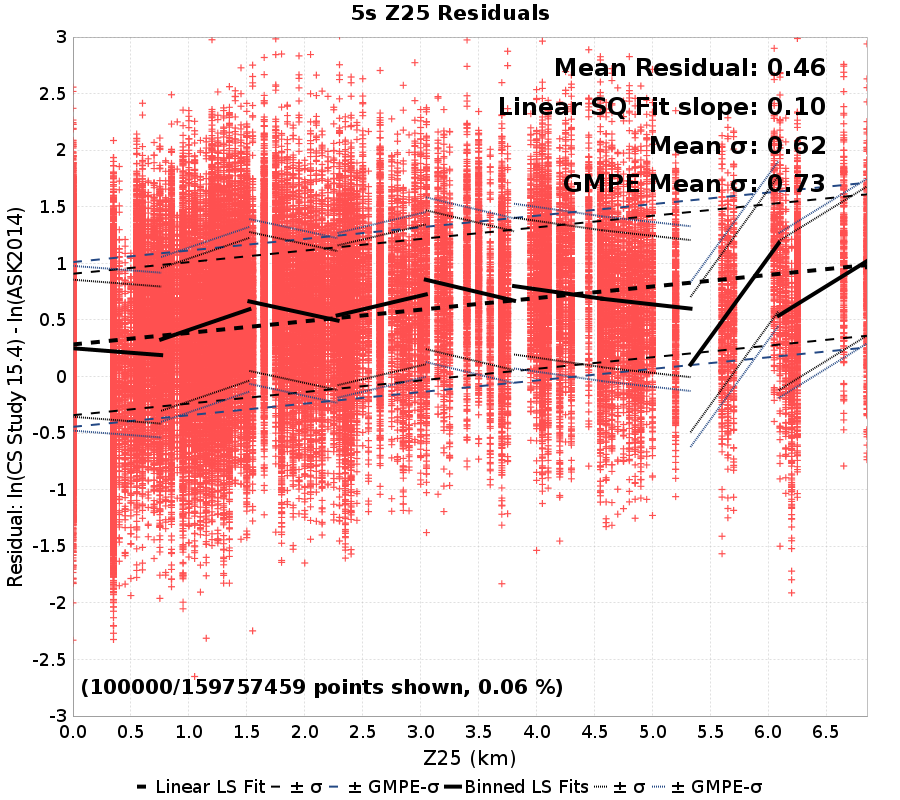 5s Z25 Residuals
Mean Residual: 0.46
Linear SQ Fit slope: 0.10
Mean σ: 0.62
GMPE Mean σ: 0.73
Residual: ln(CS Study 15.4) - ln(ASK2014)
3
2.5
2
1.5
1
0.5
0
-0.5
-1
-1.5
-2
-2.5
-3
(100000/159757459 points shown, 0.06 %)
0.0 0.5 1.0 1.5 2.0 2.5 3.0 3.5 4.0 4.5 5.0 5.5 6.0 6.5
Z25 (km)
Linear LS Fit ± σ ± GMPE-σ Binned LS Fits ± σ ± GMPE-σ